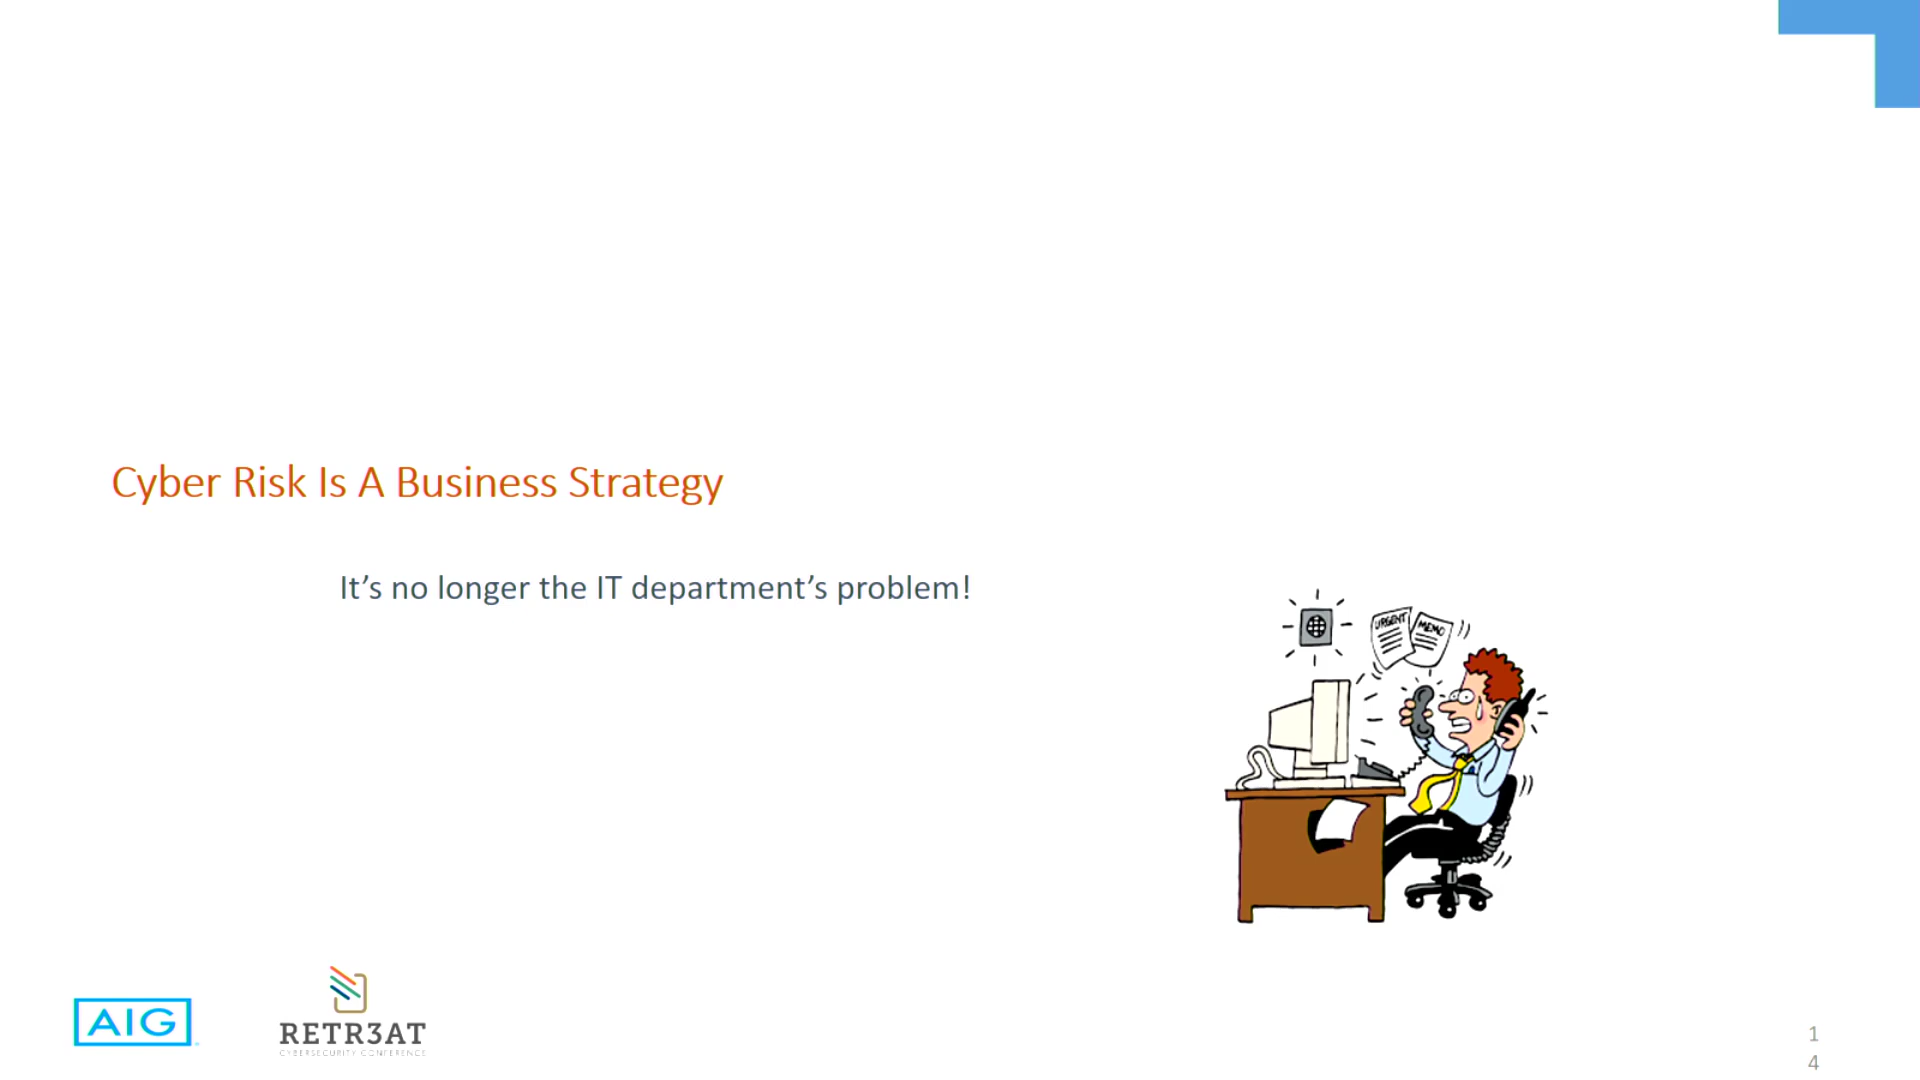 Cyber Risk Is A Business Strategy
It’s no longer the IT department’s problem!
URGENT
MEMO
AIG
RETR3AT
CYBERSECURITY CONFERENCE
1
4